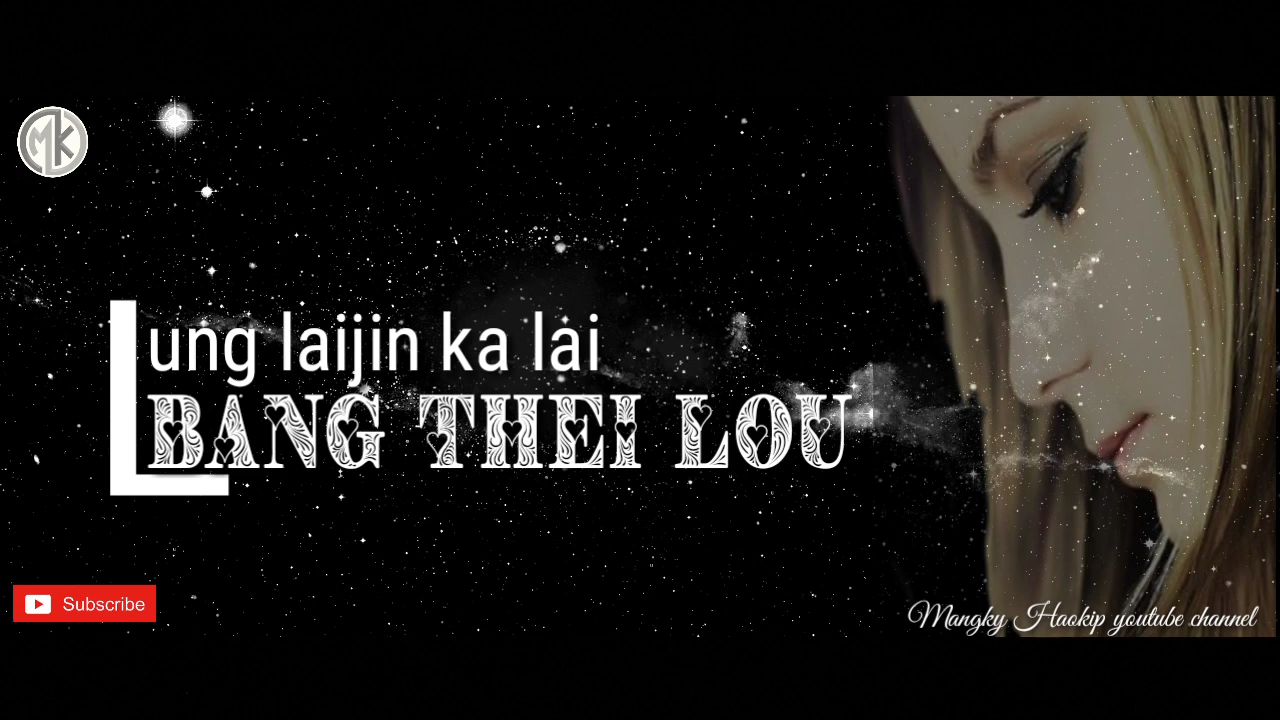 MK
Lung laijin ka lai
BANG THEI LOU
Subscribe
Mangky Haokip youtube channel